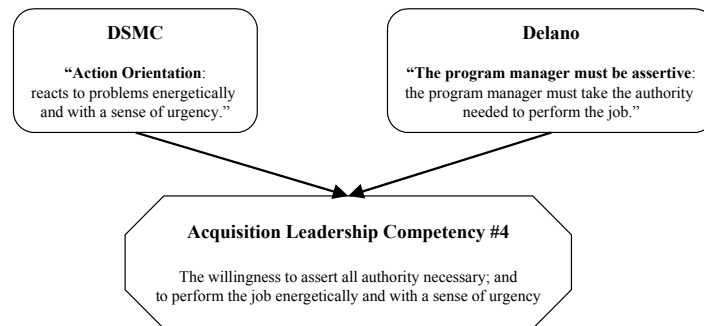 DSMC
“Action Orientation:
reacts to problems energetically
and with a sense of urgency.”
Delano
“The program manager must be assertive:
the program manager must take the authority
needed to perform the job.”
Acquisition Leadership Competency #4
The willingness to assert all authority necessary; and
to perform the job energetically and with a sense of urgency